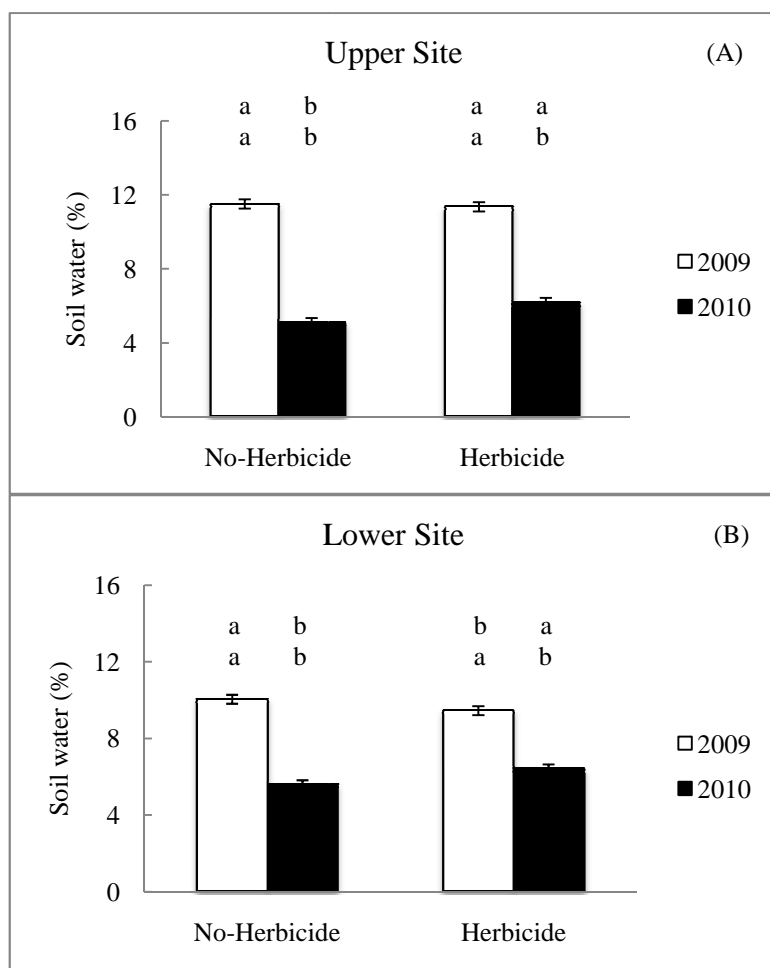 Upper Site (A)
a b a a
16 a b a b
12
Soil water (%)
8
4
0
2009
2010
No-Herbicide Herbicide
Lower Site (B)
16
a b b a
a b a b
12
Soil water (%)
8
4
0
2009
2010
No-Herbicide Herbicide